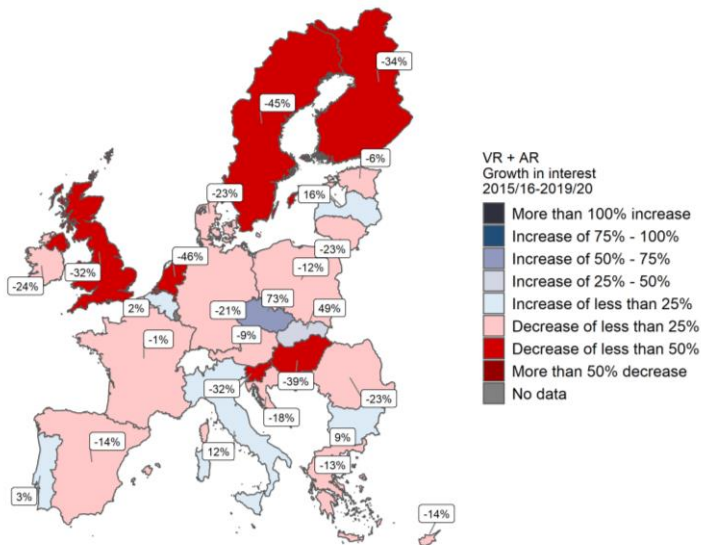 -34%
-45%
-6%
-23%
16%
-46%
-23%
-12%
-24%
-32%
2%
-21%
73%
49%
-1%
-9%
-32%
-39%
-23%
-18%
-14%
9%
12%
-13%
3%
-14%
VR + AR
Growth in interest
2015/16-2019/20
More than 100% increase
Increase of 75% - 100%
Increase of 50% - 75%
Increase of 25% - 50%
Increase of less than 25%
Decrease of less than 25%
Decrease of less than 50%
More than 50% decrease
No data